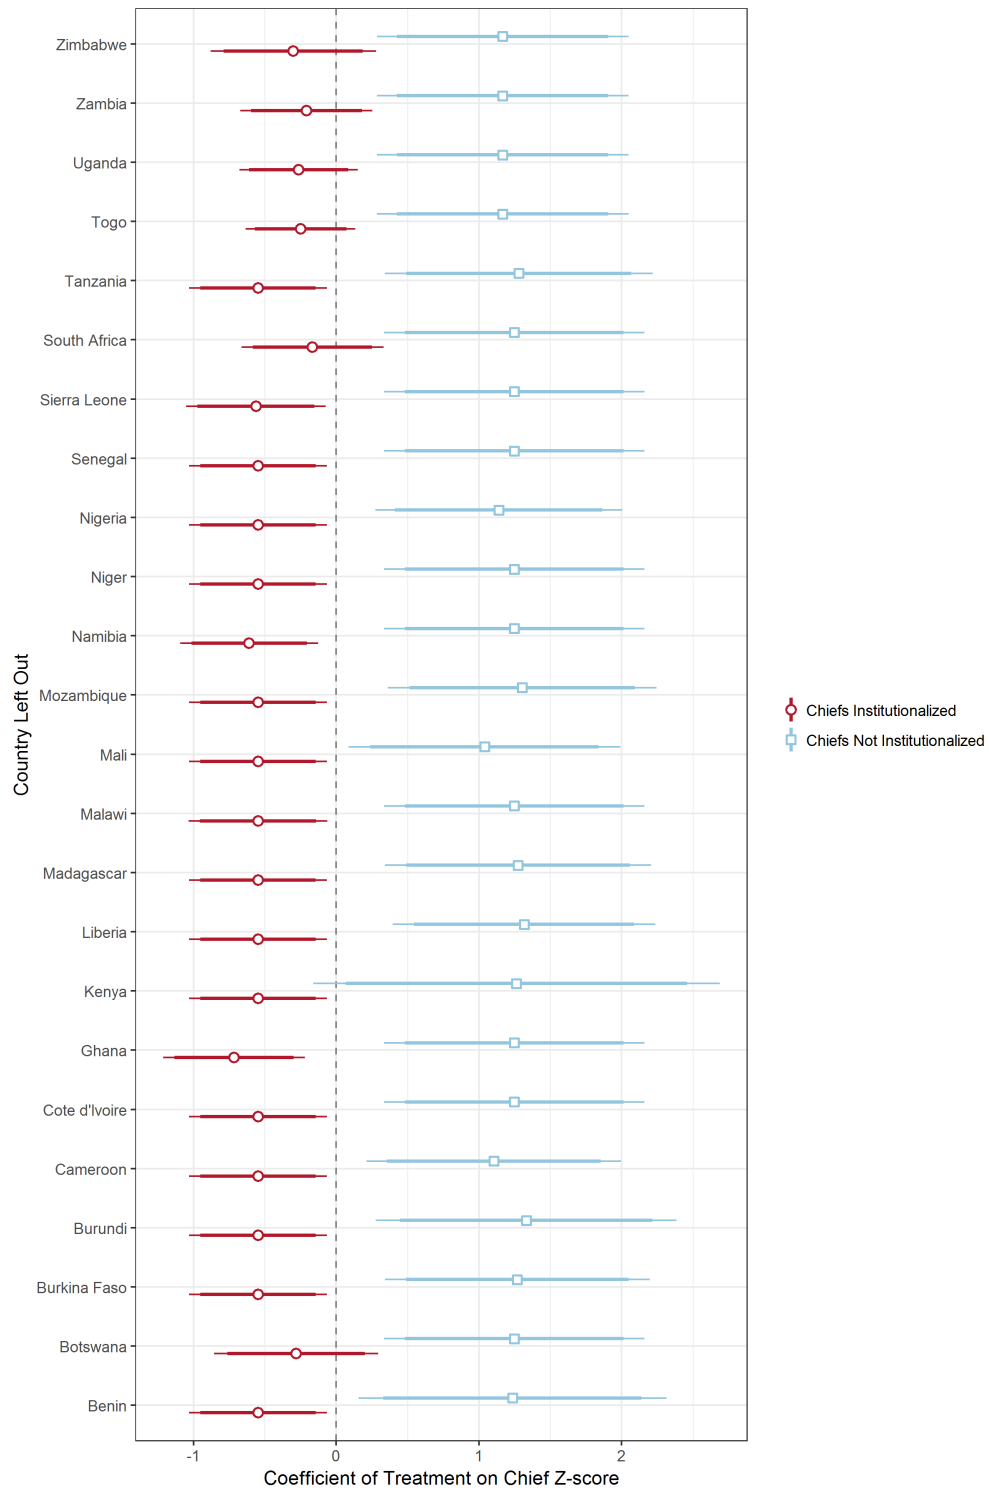 Zimbabwe
Zambia
Uganda
Togo
Tanzania
South Africa
Sierra Leone
Senegal
Nigeria
Niger
Namibia
Mozambique
Mali
Malawi
Madagascar
Liberia
Kenya
Ghana
Cote d'Ivoire
Cameroon
Burundi
Burkina Faso
Botswana
Benin
Country Left Out
-1 0 1 2
Coefficient of Treatment on Chief Z-score
Chiefs Institutionalized
Chiefs Not Institutionalized